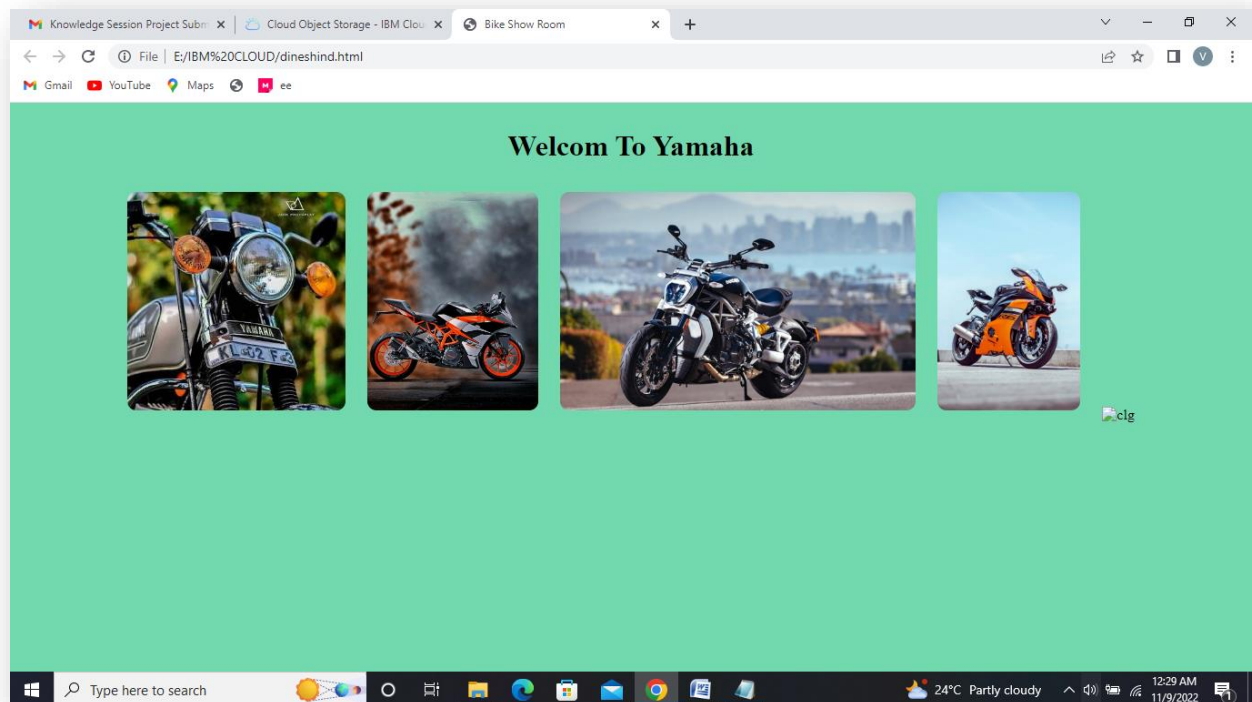 Knowledge Session Project Subm
Cloud Object Storage - IBM Clou
Bike Show Room
File
E:/IBM%20CLOUD/dineshind.html
Gmail
YouTube
Maps
ee
Welcom To Yamaha
YAMAHA
clg
Type here to search
24°C Partly cloudy
12:29 AM
11/9/2022